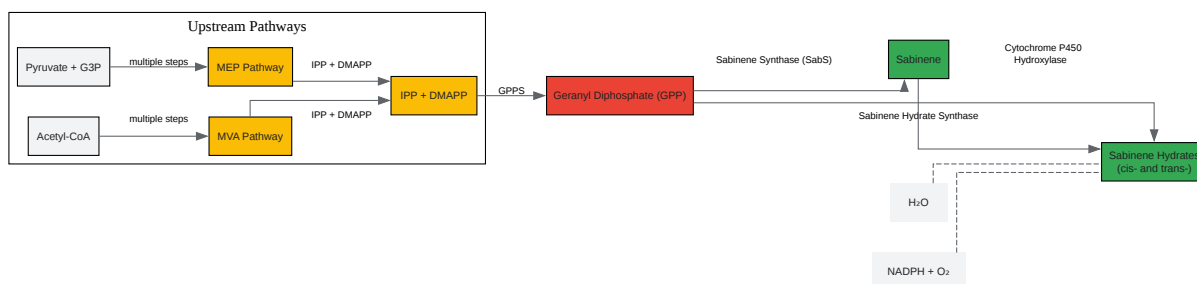 Upstream Pathways
Pyruvate + G3P
multiple steps
MEP Pathway
IPP + DMAPP
IPP + DMAPP
GPPS
Geranyl Diphosphate (GPP)
Sabinene Synthase (SabS)
Sabinene
Cytochrome P450
Hydroxylase
Acetyl-CoA
multiple steps
MVA Pathway
IPP + DMAPP
Sabinene Hydrate Synthase
Sabinene Hydrates
(cis- and trans-)
H₂O
NADPH + O₂